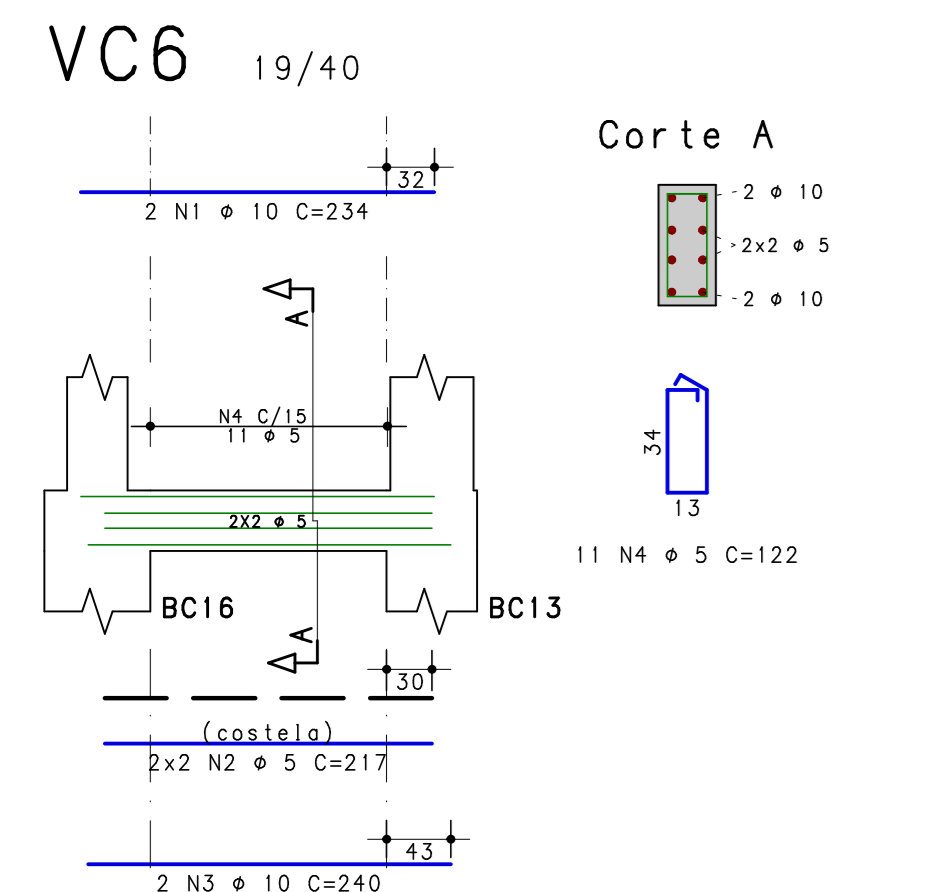 VC6 19/40
32
2 N1 φ 10 C=234
A
N4 C/15
11 φ 5
2X2 φ 5
BC16
BC13
A
30
(costela)
2x2 N2 φ 5 C=217
43
2 N3 φ 10 C=240
Corte A
2 φ 10
2x2 φ 5
2 φ 10
34
13
11 N4 φ 5 C=122